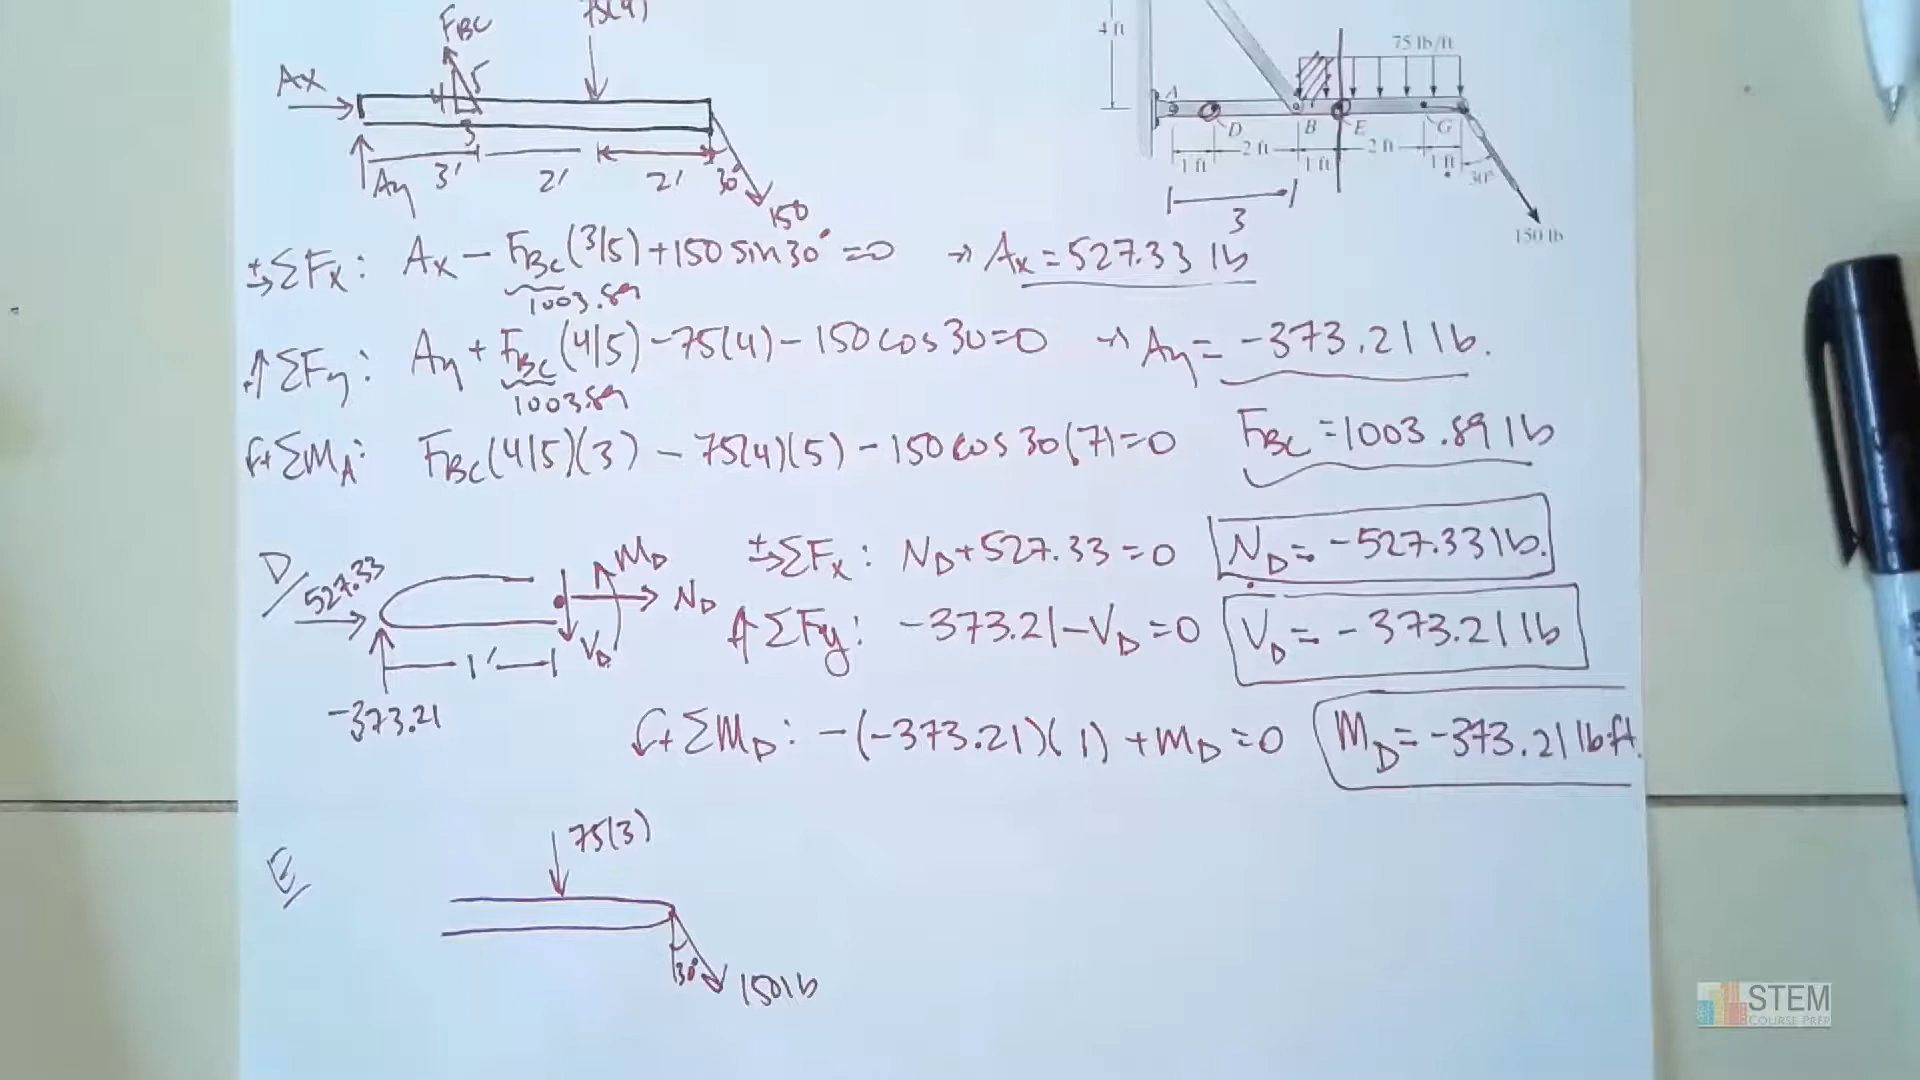 FBC
75(4)
Ax
4
5
3
Ay
3'
2'
2'
30°
150
4 ft
75 lb/ft
A
D
B
E
G
1 ft
2 ft
1 ft
2 ft
1 ft
30°
3
150 lb
→+ ΣFx: Ax - FBC(3/5) + 150 sin 30° = 0 → Ax = 527.33 lb
1003.89
+↑ ΣFy: Ay + FBC(4/5) - 75(4) - 150 cos 30 = 0 → Ay = -373.21 lb.
1003.89
↶+ ΣMA: FBC(4/5)(3) - 75(4)(5) - 150 cos 30(7) = 0 FBC = 1003.89 lb
D/
527.33
MD
ND
VD
1'
-373.21
→+ ΣFx: ND + 527.33 = 0 ND = -527.33 lb.
+↑ ΣFy: -373.21 - VD = 0 VD = -373.21 lb
↶+ ΣMD: -(-373.21)(1) + MD = 0 MD = -373.21 lb·ft.
E/
75(3)
30°
150 lb
STEM
COURSE PREP